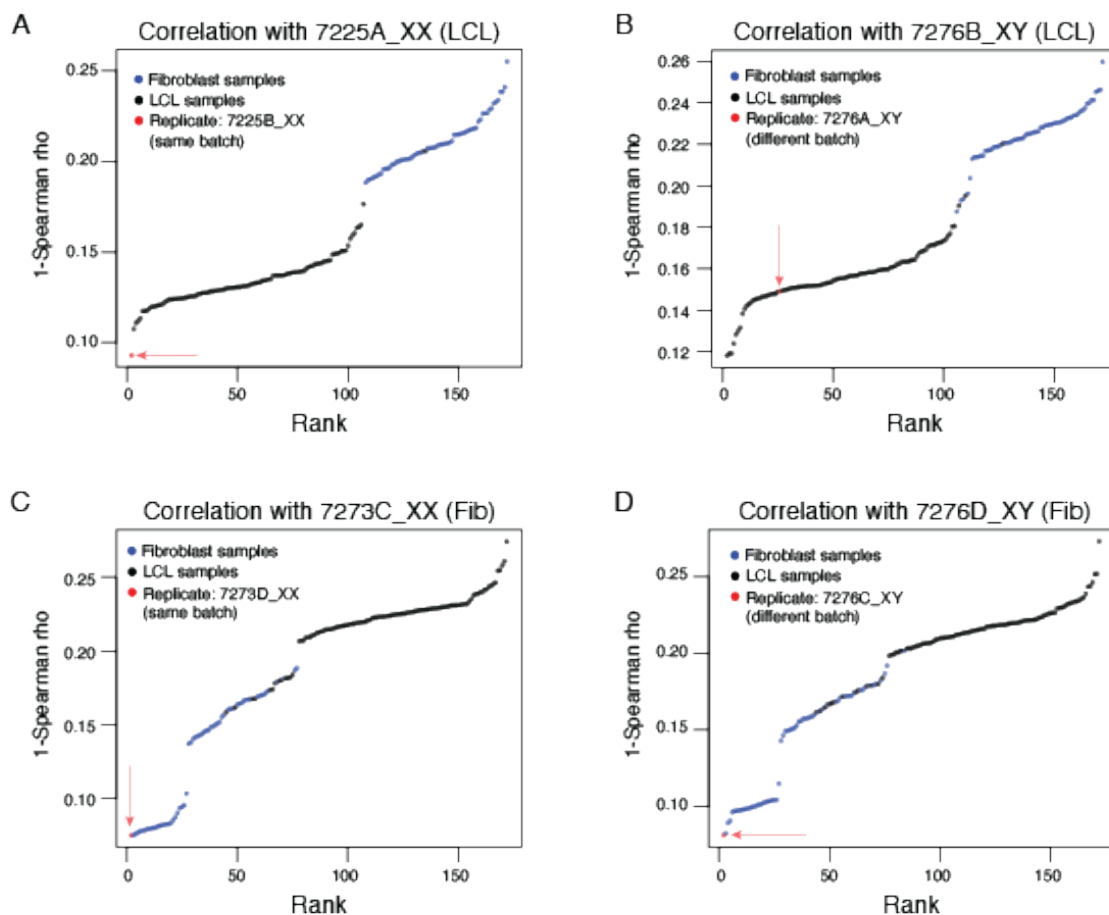 A
Correlation with 7225A_XX (LCL)
Fibroblast samples
LCL samples
Replicate: 7225B_XX
(same batch)
1-Spearman rho
0.25
0.20
0.15
0.10
0
50
100
150
Rank
B
Correlation with 7276B_XY (LCL)
Fibroblast samples
LCL samples
Replicate: 7276A_XY
(different batch)
1-Spearman rho
0.26
0.24
0.22
0.20
0.18
0.16
0.14
0.12
0
50
100
150
Rank
C
Correlation with 7273C_XX (Fib)
Fibroblast samples
LCL samples
Replicate: 7273D_XX
(same batch)
1-Spearman rho
0.25
0.20
0.15
0.10
0
50
100
150
Rank
D
Correlation with 7276D_XY (Fib)
Fibroblast samples
LCL samples
Replicate: 7276C_XY
(different batch)
1-Spearman rho
0.25
0.20
0.15
0.10
0
50
100
150
Rank